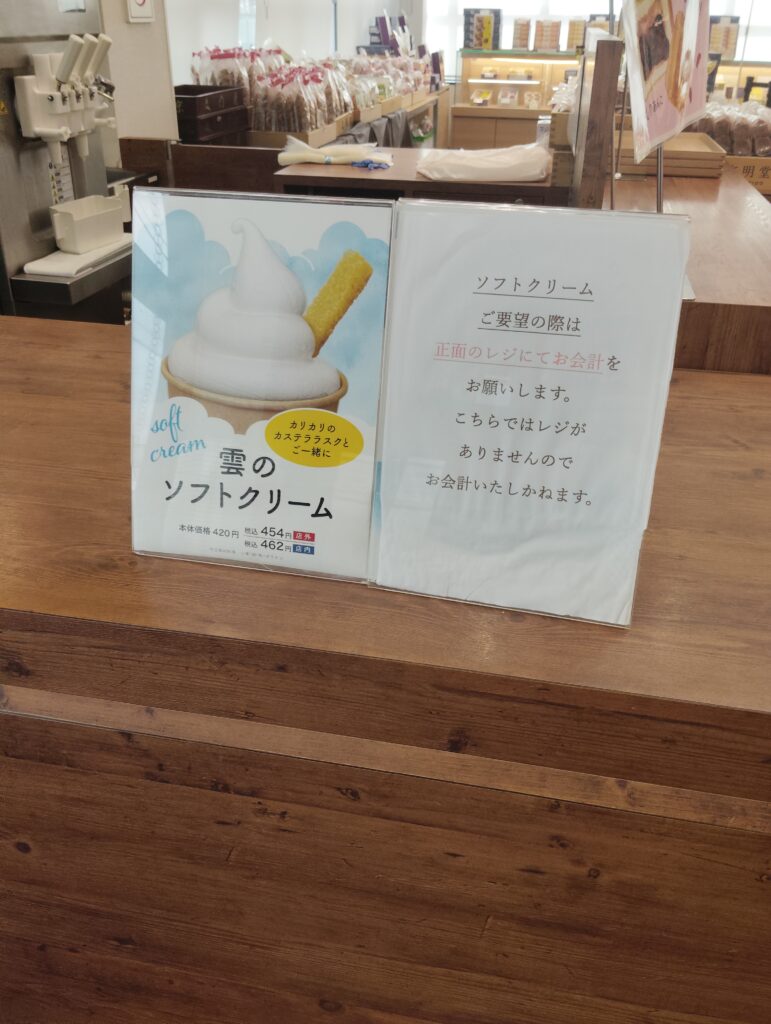 soft
cream
カリカリの
カステララスクと
ご一緒に
雲の
ソフトクリーム
本体価格 420円 税込 454円 店外
税込 462円 店内
ソフトクリーム
ご要望の際は
正面のレジにてお会計を
お願いします。
こちらではレジが
ありませんので
お会計いたしかねます。
明堂